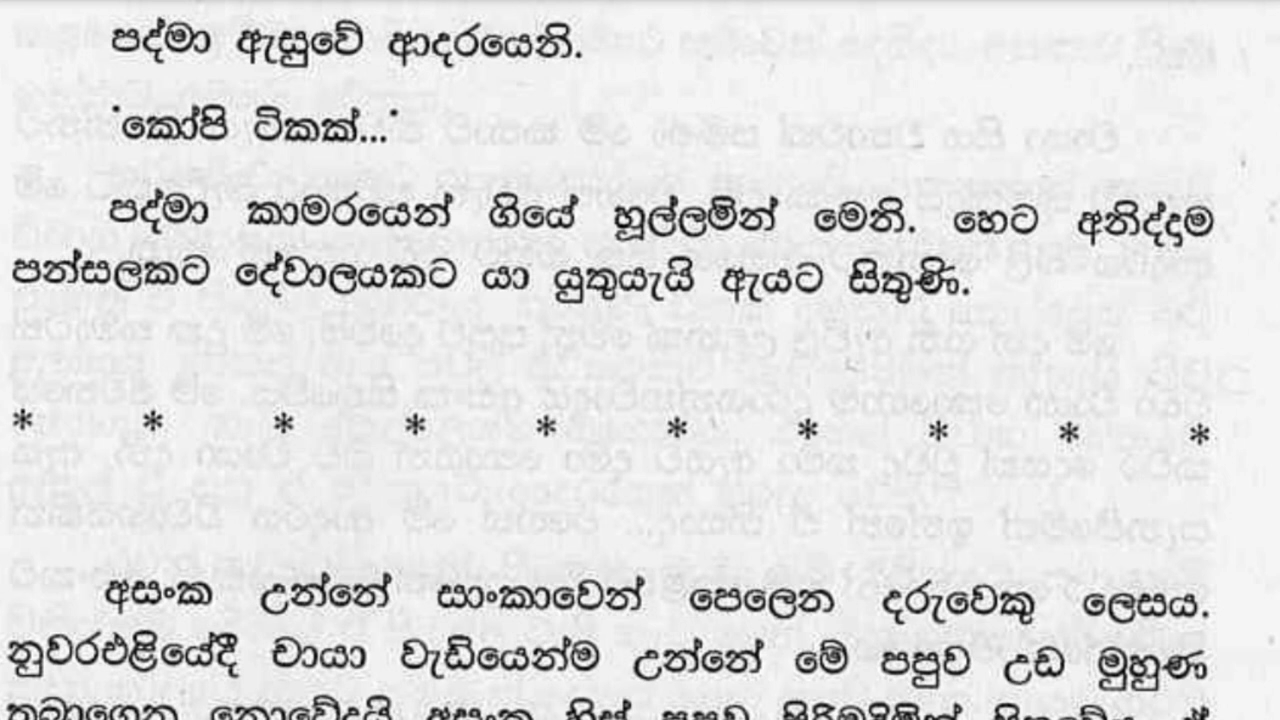 පද්මා ඇසුවේ ආදරයෙනි.
'කෝපි ටිකක්...'
පද්මා කාමරයෙන් ගියේ හූල්ලමින් මෙනි. හෙට අනිද්දාම
පන්සලකට දේවාලයකට යා යුතුයැයි ඇයට සිතුණි.
* * * * * * * * * *
අසංක උන්නේ සාංකාවෙන් පෙලෙන දරුවෙකු ලෙසය.
නුවරඑළියේදී චායා වැඩියෙන්ම උන්නේ මේ පපුව උඩ මුහුණ